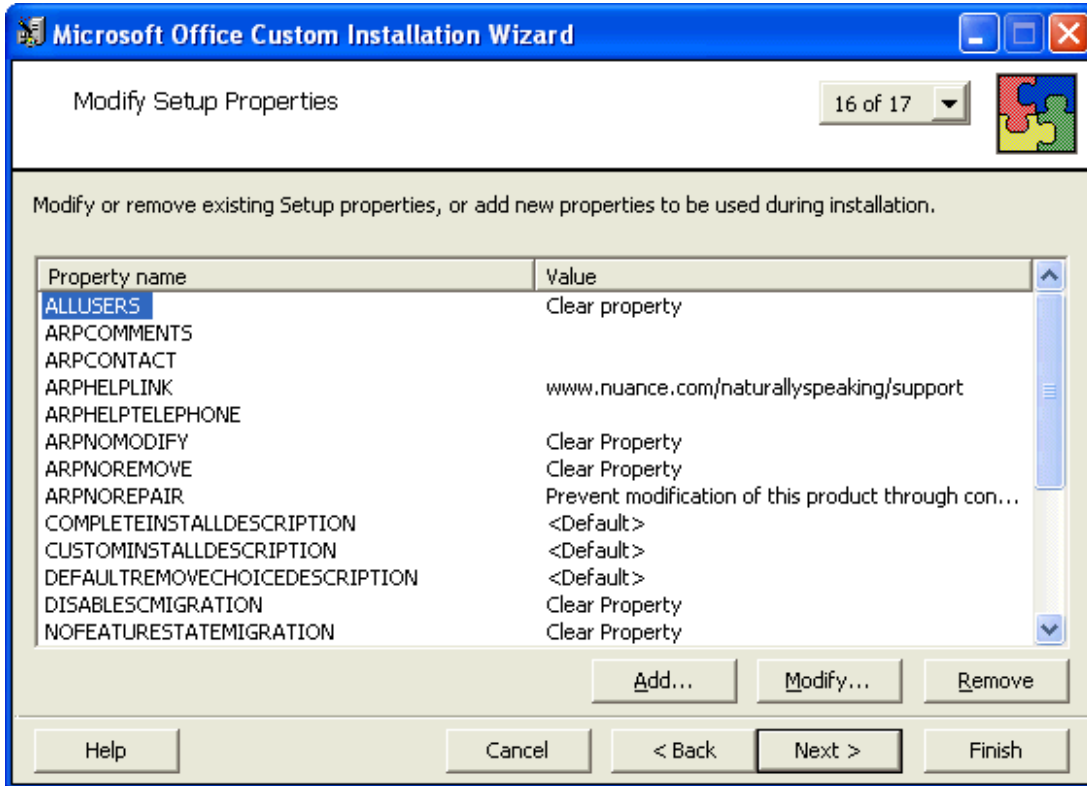 Microsoft Office Custom Installation Wizard
Modify Setup Properties
16 of 17
Modify or remove existing Setup properties, or add new properties to be used during installation.
Property name Value
ALLUSERS Clear property
ARPCOMMENTS
ARPCONTACT
ARPHELPLINK www.nuance.com/naturallyspeaking/support
ARPHELPTELEPHONE
ARPNOMODIFY Clear Property
ARPNOREMOVE Clear Property
ARPNOREPAIR Prevent modification of this product through con...
COMPLETEINSTALLDESCRIPTION <Default>
CUSTOMINSTALLDESCRIPTION <Default>
DEFAULTREMOVECHOICEDESCRIPTION <Default>
DISABLESCMIGRATION Clear Property
NOFEATURESTATEMIGRATION Clear Property
Add... Modify... Remove
Help Cancel < Back Next > Finish